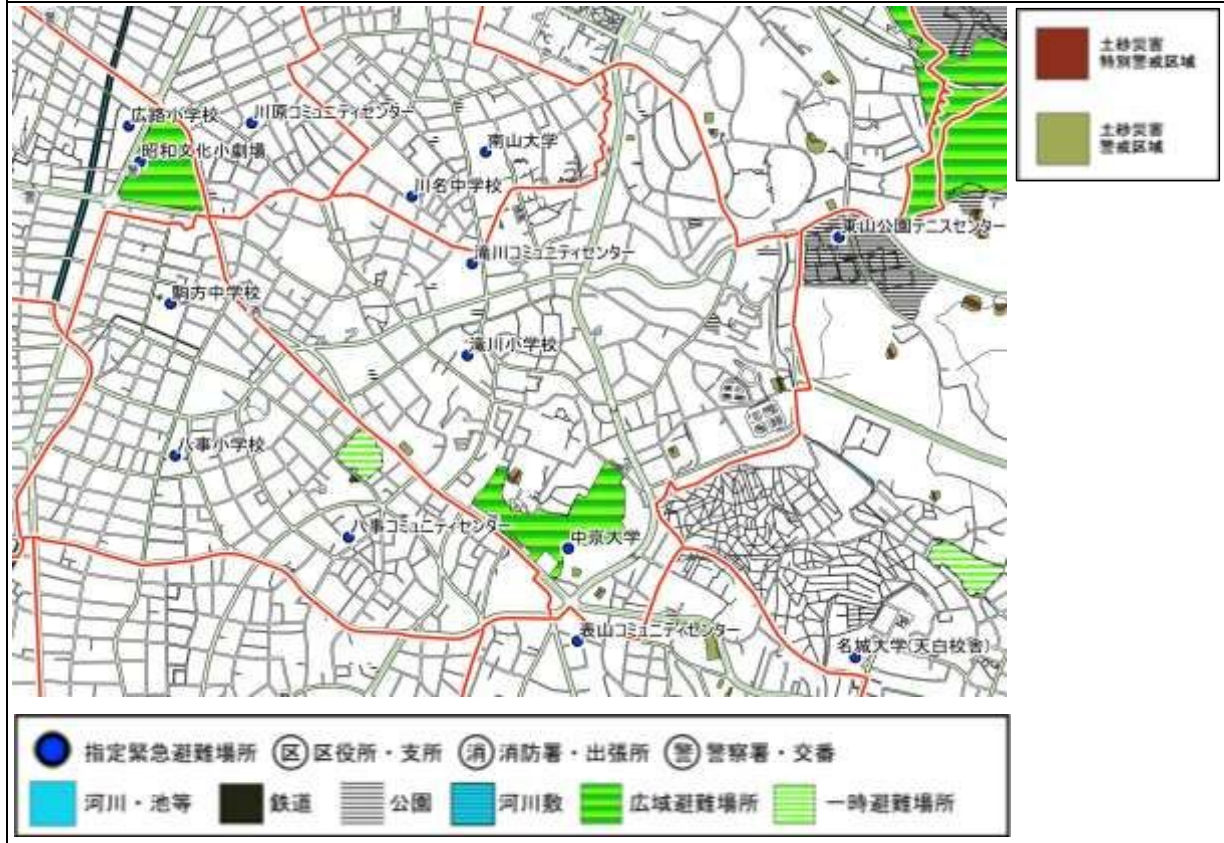 広路小学校
川原コミュニティセンター
昭和文化小劇場
南山大学
川名中学校
滝川コミュニティセンター
東山公園テニスセンター
駒方中学校
滝川小学校
八事小学校
八事コミュニティセンター
中京大学
表山コミュニティセンター
名城大学(天白校舎)
土砂災害
特別警戒区域
土砂災害
警戒区域
指定緊急避難場所 区 区役所・支所 消 消防署・出張所 警 警察署・交番
河川・池等 鉄道 公園 河川敷 広域避難場所 一時避難場所